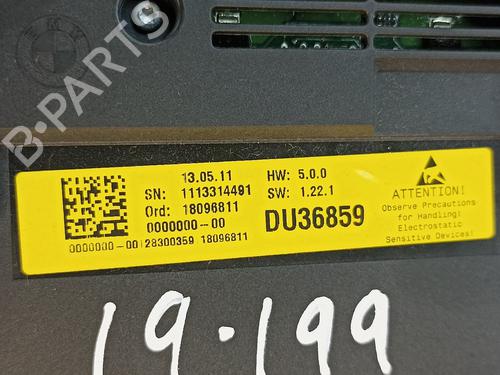 B-PARTS
BMW
13.05.11 HW: 5.0.0
SN: 1113314491 SW: 1.22.1
Ord: 18096811
0000000-00 DU36859
0000000-00 28300359 18096811
ATTENTION!
Observe Precautions
for Handling!
Electrostatic
Sensitive Devices!
19.199